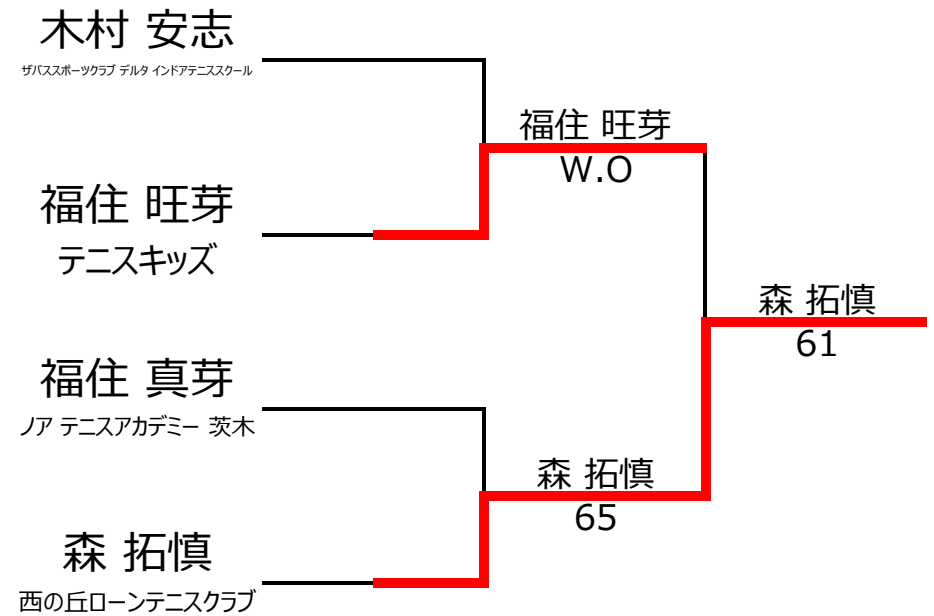 木村 安志
ザバススポーツクラブ デルタ インドアテニススクール
福住 旺芽
W.O
福住 旺芽
テニスキッズ
森 拓慎
61
福住 真芽
ノア テニスアカデミー 茨木
森 拓慎
65
森 拓慎
西の丘ローンテニスクラブ